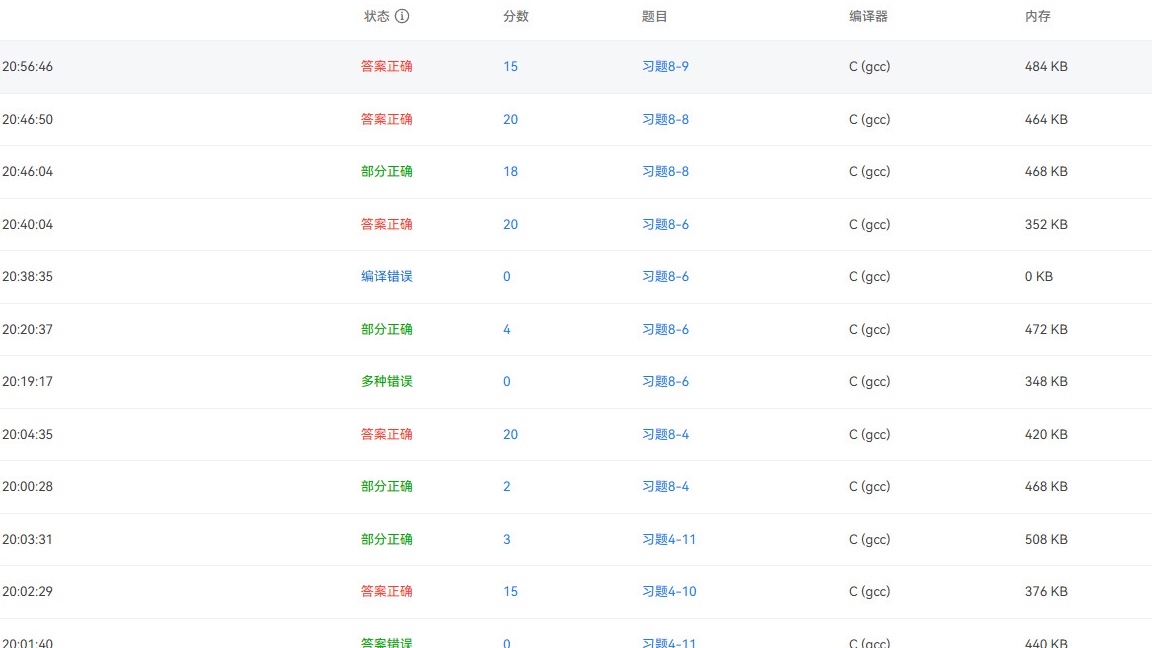 状态 分数 题目 编译器 内存
20:56:46 答案正确 15 习题8-9 C (gcc) 484 KB
20:46:50 答案正确 20 习题8-8 C (gcc) 464 KB
20:46:04 部分正确 18 习题8-8 C (gcc) 468 KB
20:40:04 答案正确 20 习题8-6 C (gcc) 352 KB
20:38:35 编译错误 0 习题8-6 C (gcc) 0 KB
20:20:37 部分正确 4 习题8-6 C (gcc) 472 KB
20:19:17 多种错误 0 习题8-6 C (gcc) 348 KB
20:04:35 答案正确 20 习题8-4 C (gcc) 420 KB
20:00:28 部分正确 2 习题8-4 C (gcc) 468 KB
20:03:31 部分正确 3 习题4-11 C (gcc) 508 KB
20:02:29 答案正确 15 习题4-10 C (gcc) 376 KB
20:01:40 答案错误 0 习题4-11 C (gcc) 440 KB